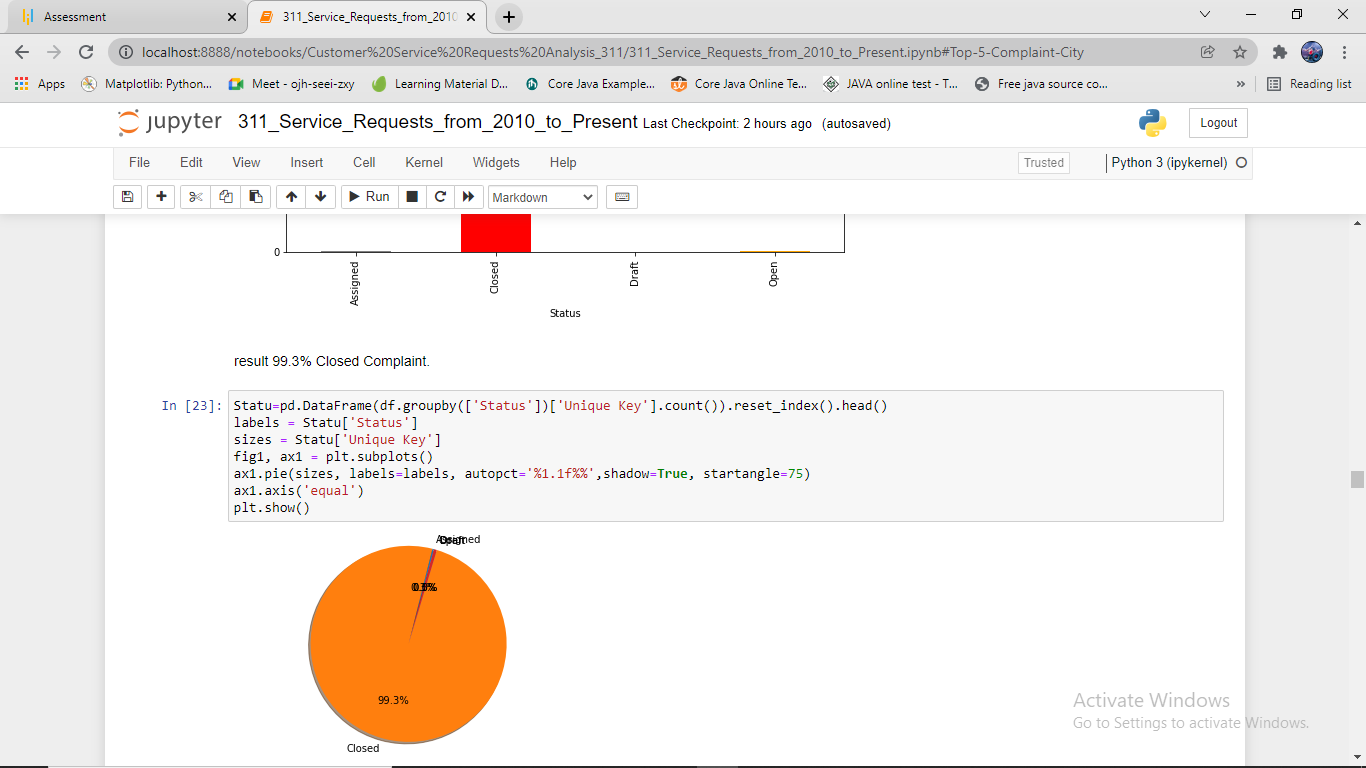 Assessment
311_Service_Requests_from_2010
localhost:8888/notebooks/Customer%20Service%20Requests%20Analysis_311/311_Service_Requests_from_2010_to_Present.ipynb#Top-5-Complaint-City
Apps Matplotlib: Python... Meet - ojh-seei-zxy Learning Material D... Core Java Example... Core Java Online Te... JAVA online test - T... Free java source co... » Reading list
jupyter 311_Service_Requests_from_2010_to_Present Last Checkpoint: 2 hours ago (autosaved) Logout
File Edit View Insert Cell Kernel Widgets Help Trusted Python 3 (ipykernel)
Run Markdown
0
Assigned
Closed
Draft
Open
Status
result 99.3% Closed Complaint.
In [23]: Statu=pd.DataFrame(df.groupby(['Status'])['Unique Key'].count()).reset_index().head()
labels = Statu['Status']
sizes = Statu['Unique Key']
fig1, ax1 = plt.subplots()
ax1.pie(sizes, labels=labels, autopct='%1.1f%%',shadow=True, startangle=75)
ax1.axis('equal')
plt.show()
Assigned
99.3%
Closed
Activate Windows
Go to Settings to activate Windows.